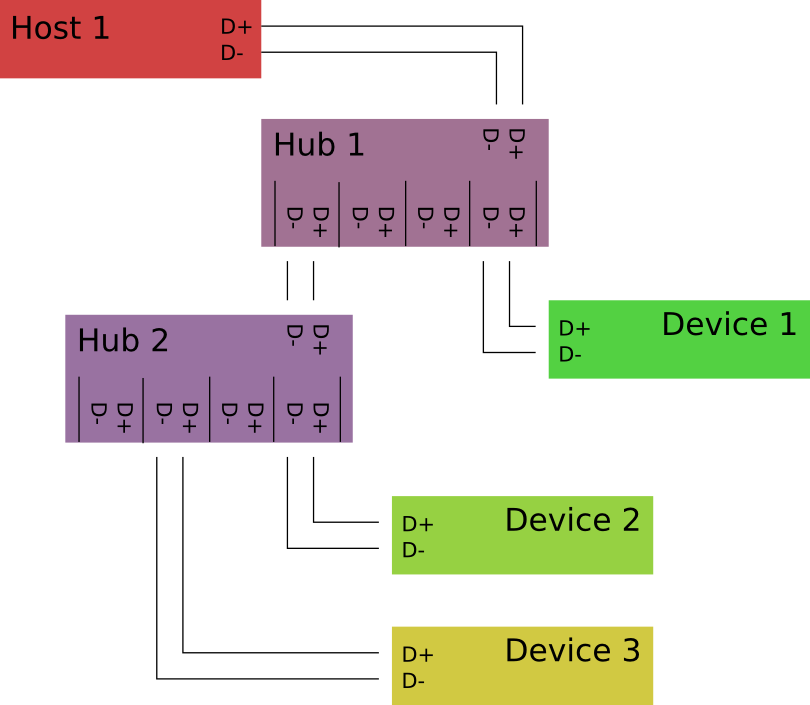 Host 1
D+
D-
Hub 1
D- D+
D- D+ D- D+ D- D+ D- D+
Device 1
D+
D-
Hub 2
D- D+
D- D+ D- D+ D- D+ D- D+
Device 2
D+
D-
Device 3
D+
D-